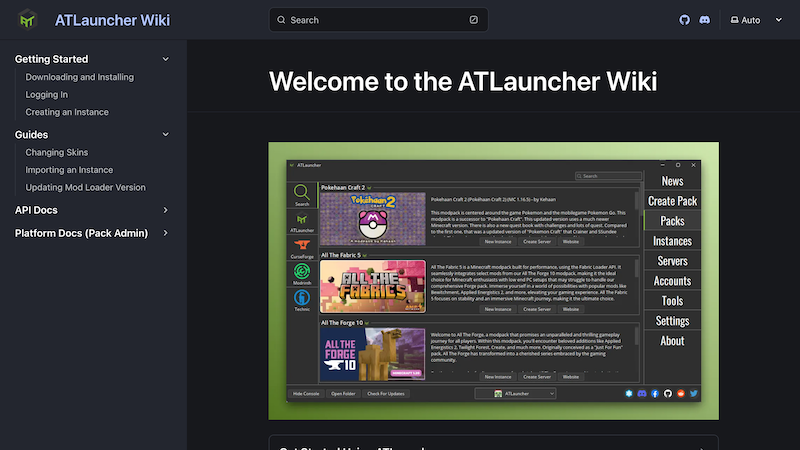 ATLauncher Wiki
Search
Auto
Getting Started
Downloading and Installing
Logging In
Creating an Instance
Guides
Changing Skins
Importing an Instance
Updating Mod Loader Version
API Docs
Platform Docs (Pack Admin)
Welcome to the ATLauncher Wiki
ATLauncher
Search
ATLauncher
CurseForge
Modrinth
Technic
Search...
Pokehaan Craft 2
Pokehaan Craft 2 (Pokehaan Craft 2) (MC 1.16.5) - by Kehaan
This modpack is centered around the game Pokemon and the mobilegame Pokemon Go. This
modpack is a successor to "Pokehaan Craft". This updated version uses a much newer
Minecraft version. There is also a new quest book with challenges and lots of quest. Compared
to the first one, that was a updated version of "Pokehaan Craft" that Crainer and Ssundee
New Instance
Create Server
Website
All The Fabric 5
ALL THE FABRICS
All The Fabric 5 is a Minecraft modpack built for performance, using the Fabric Loader API. It
seamlessly integrates select mods from our All The Forge 10 modpack, making it the ideal
choice for Minecraft enthusiasts with low end PC setups that may struggle to handle our
comprehensive Forge pack. Immerse yourself in a world of possibilities with popular mods like
Bewitchment, Applied Energistics 2, and more, elevating your gaming experience. All The Fabric
5 focuses on stability and an immersive Minecraft journey, making it the ultimate choice.
New Instance
Create Server
Website
All The Forge 10
ALL THE
FORGE
10
Welcome to All The Forge, a modpack that promises an unparalleled and thrilling gameplay
journey for all players. Within this modpack, you'll encounter beloved additions like Applied
Energistics 2, Twilight Forest, Create, and much more. Originally conceived as a "Just For Fun"
pack, All The Forge has transformed into a cherished series embraced by the gaming
community.
New Instance
Create Server
Website
News
Create Pack
Packs
Instances
Servers
Accounts
Tools
Settings
About
Hide Console
Open Folder
Check For Updates
ATLauncher